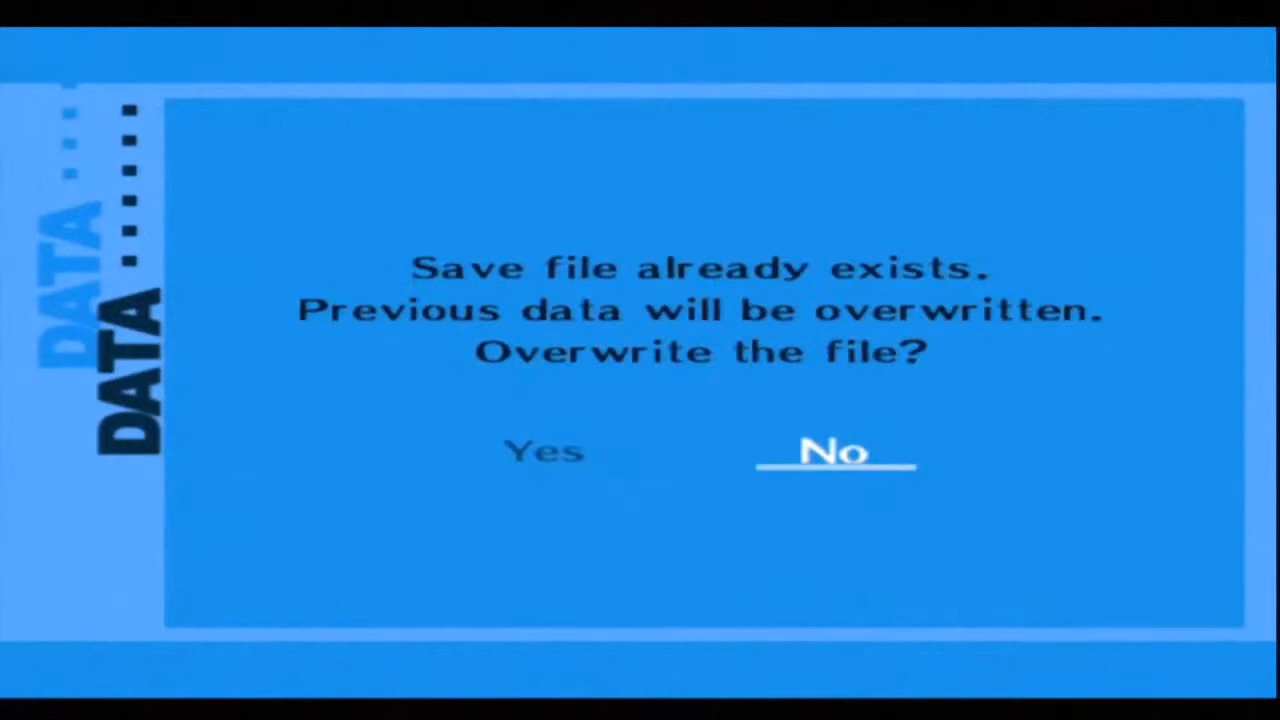 DATA
DATA
Save file already exists.
Previous data will be overwritten.
Overwrite the file?
Yes No